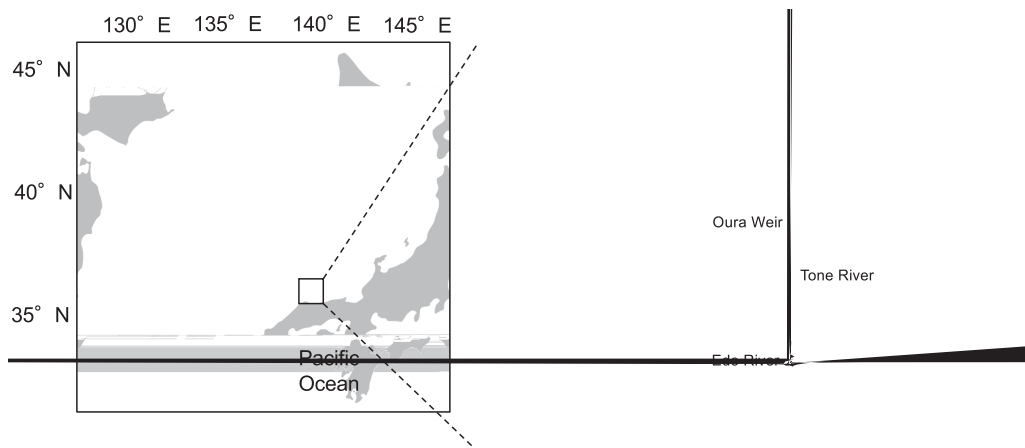 130° E 135° E 140° E 145° E
45° N
40° N
35° N
Pacific
Ocean
Oura Weir
Tone River
Edo River